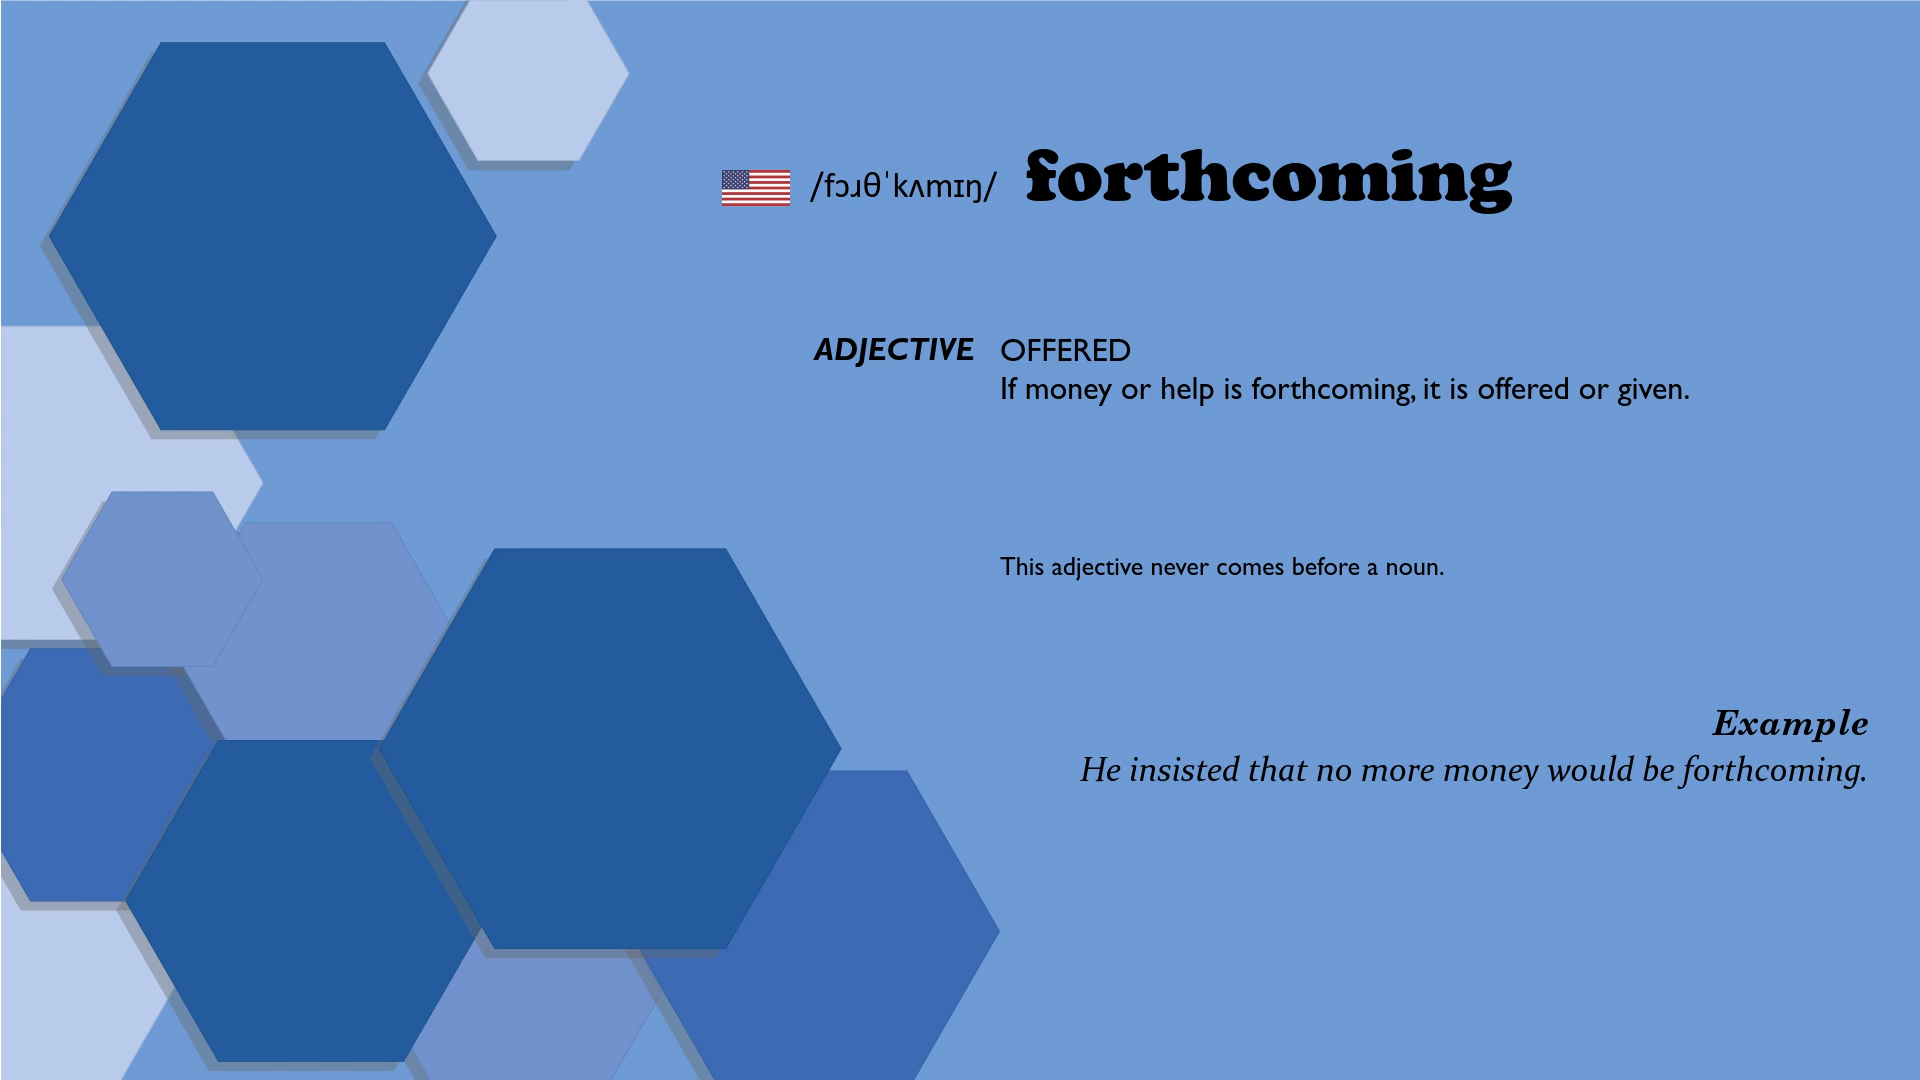 /fɔɹθˈkʌmɪŋ/ forthcoming
ADJECTIVE OFFERED
If money or help is forthcoming, it is offered or given.
This adjective never comes before a noun.
Example
He insisted that no more money would be forthcoming.